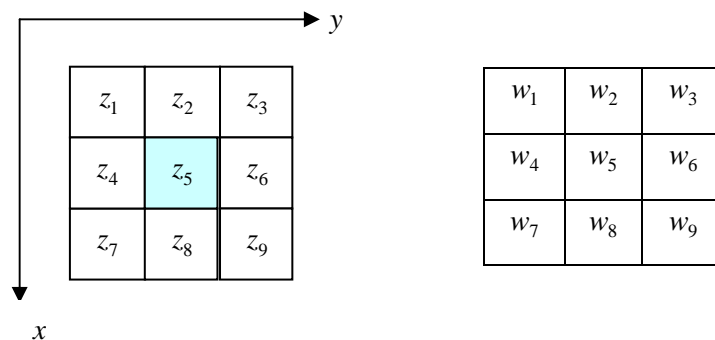 y
z₁ z₂ z₃ w₁ w₂ w₃
z₄ z₅ z₆ w₄ w₅ w₆
z₇ z₈ z₉ w₇ w₈ w₉
x